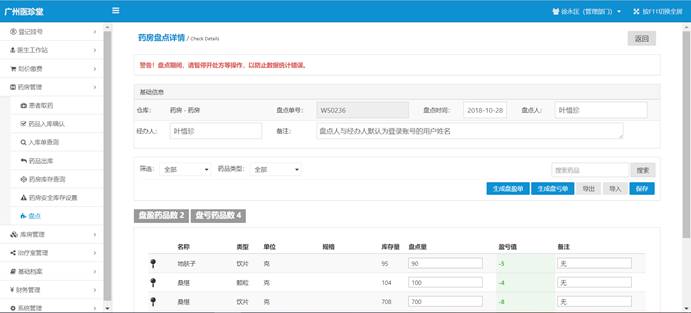 广州医珍堂
徐永匡（管理部门）
按F11切换全屏
登记挂号
医生工作站
划价缴费
药房管理
患者取药
药品入库确认
入库单查询
药品出库
药房库存查询
药房安全库存设置
盘点
库房管理
治疗室管理
基础档案
财务管理
系统管理
药房盘点详情 / Check Details
返回
警告！盘点期间，请暂停开处方等操作，以防止数据统计错误。
基础信息
仓库： 药房 - 药房 盘点单号： WS0236 盘点时间： 2018-10-28 盘点人： 叶惜珍
经办人： 叶惜珍 备注： 盘点人与经办人默认为登录账号的用户姓名
筛选： 全部 药品类型： 全部
搜索药品 搜索
生成盘盈单 生成盘亏单 导出 导入 保存
盘盈药品数 2 盘亏药品数 4
名称 类型 单位 规格 库存量 盘点量 盈亏值 备注
地肤子 饮片 克 95 90 -5 无
桑椹 颗粒 克 104 100 -4 无
桑椹 饮片 克 708 700 -8 无